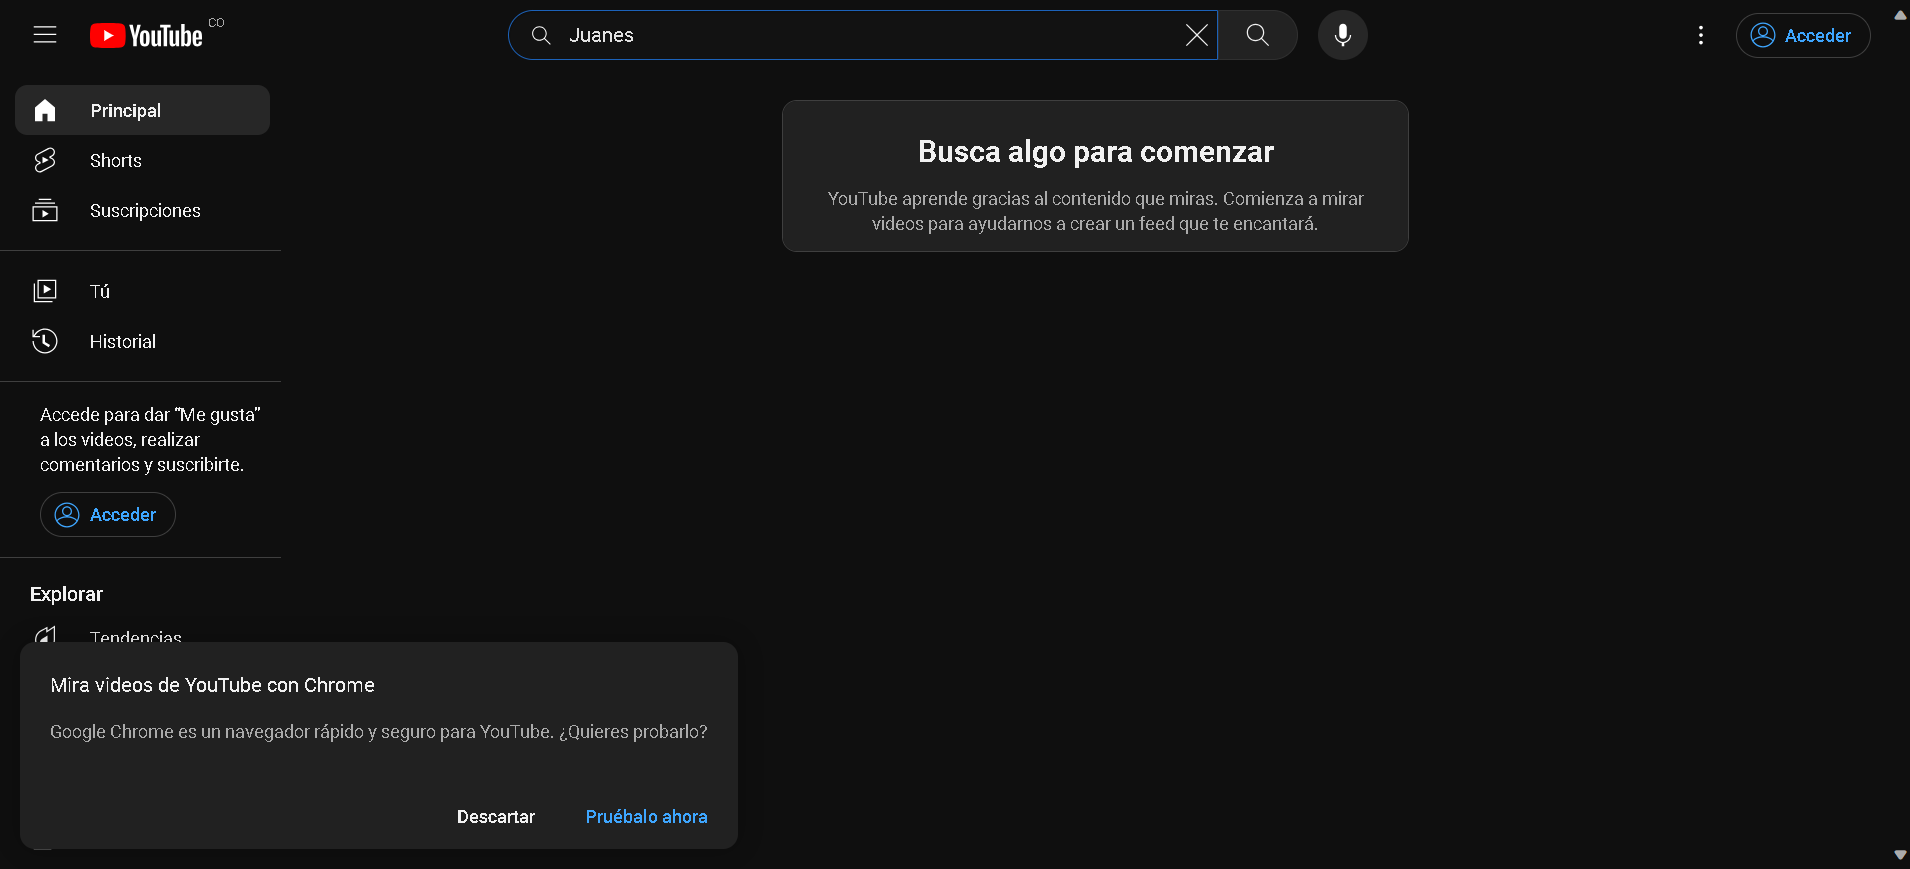 YouTube CO
Juanes
Acceder
Principal
Shorts
Suscripciones
Tú
Historial
Accede para dar “Me gusta”
a los videos, realizar
comentarios y suscribirte.
Acceder
Explorar
Tendencias
Busca algo para comenzar
YouTube aprende gracias al contenido que miras. Comienza a mirar
videos para ayudarnos a crear un feed que te encantará.
Mira videos de YouTube con Chrome
Google Chrome es un navegador rápido y seguro para YouTube. ¿Quieres probarlo?
Descartar
Pruébalo ahora